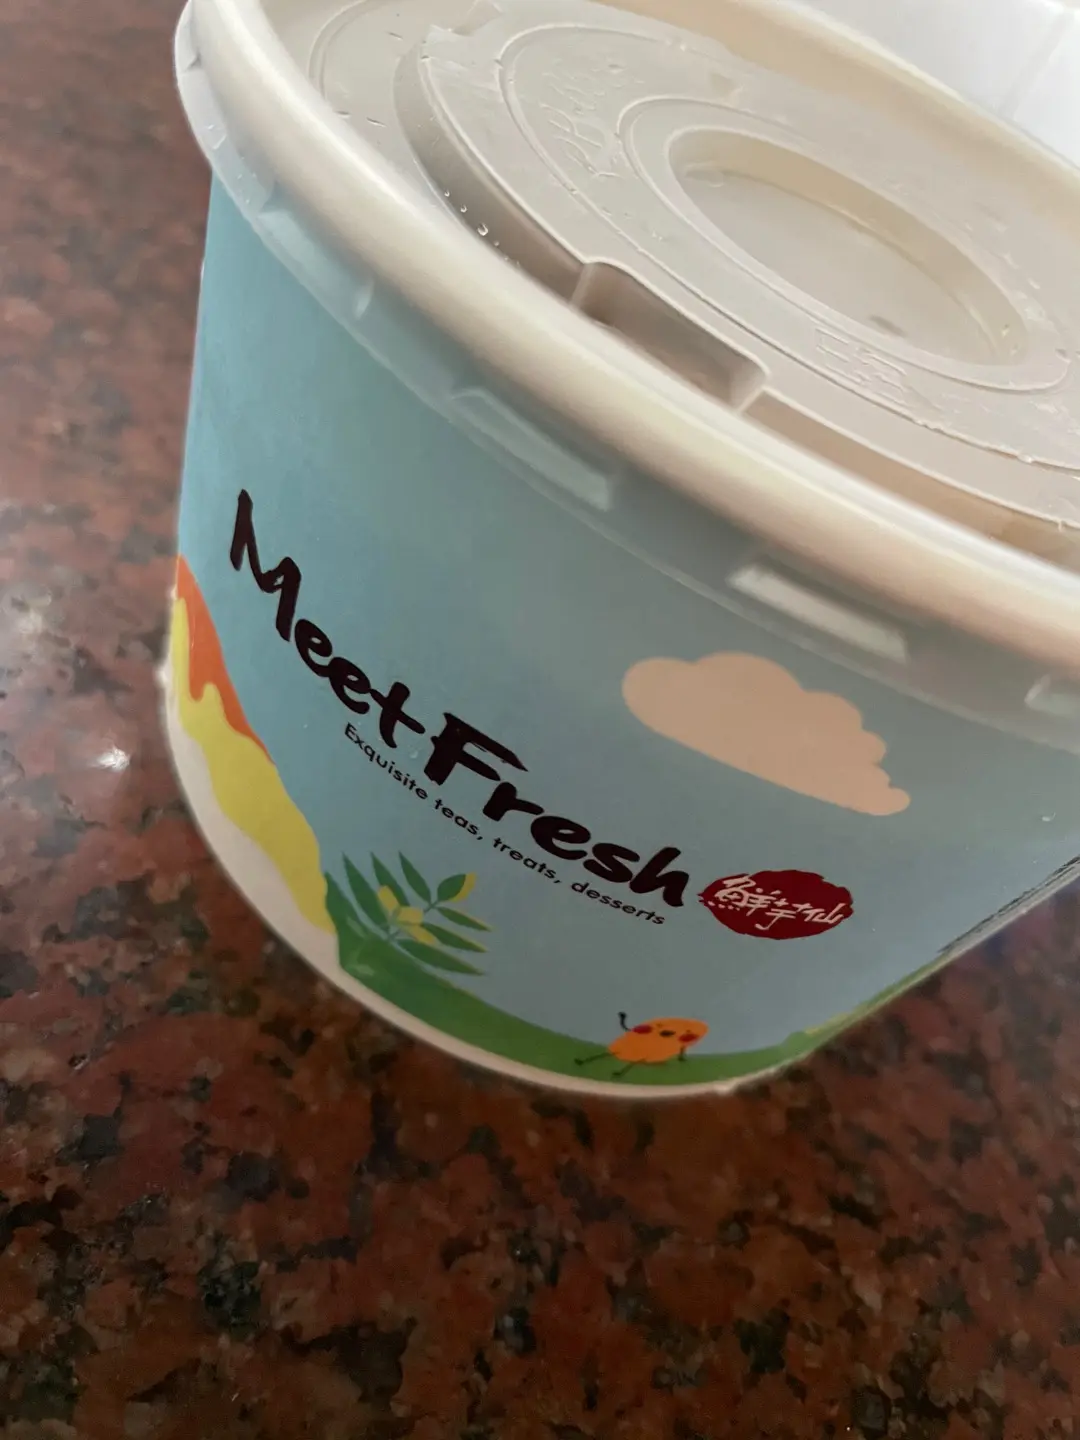 Meet Fresh
Exquisite teas, treats, desserts
鮮芋仙